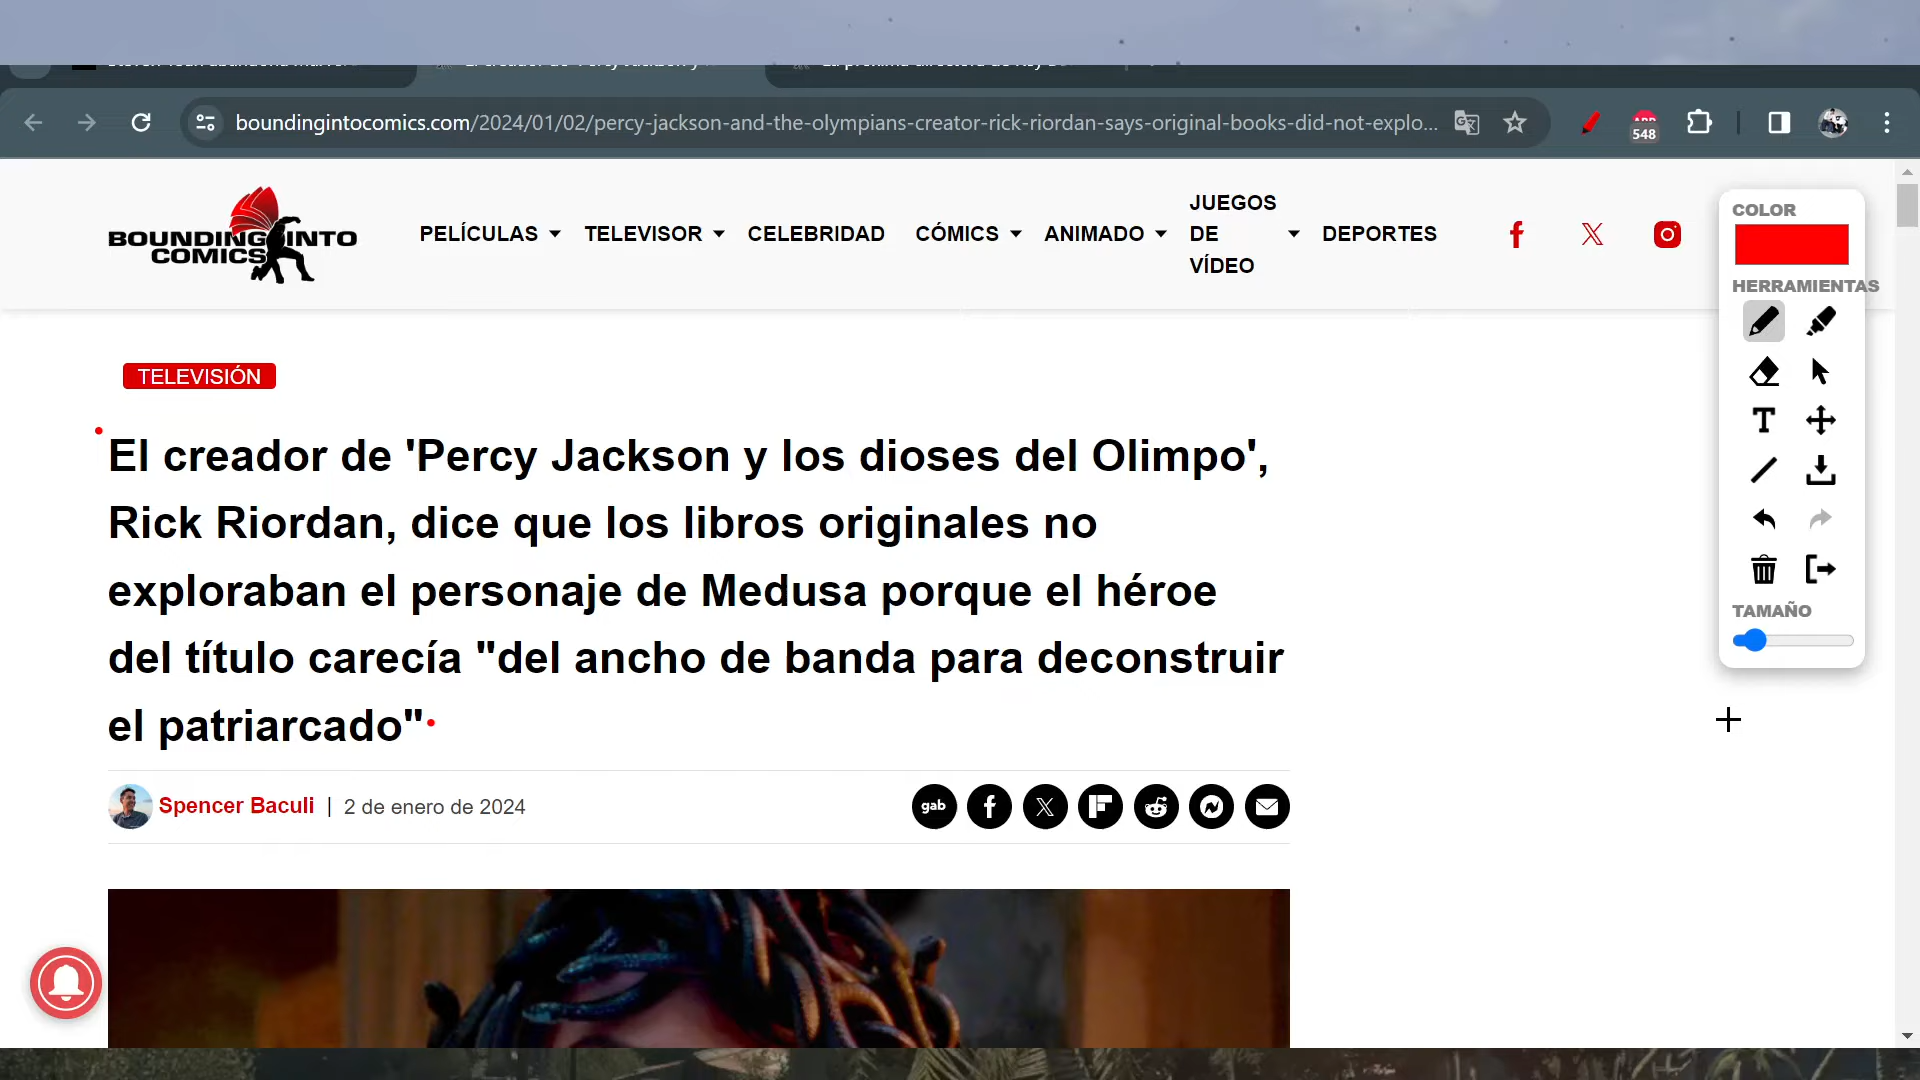 boundingintocomics.com/2024/01/02/percy-jackson-and-the-olympians-creator-rick-riordan-says-original-books-did-not-explo...
548
BOUNDING INTO
COMICS
PELÍCULAS
TELEVISOR
CELEBRIDAD
CÓMICS
ANIMADO
JUEGOS
DE
VÍDEO
DEPORTES
COLOR
HERRAMIENTAS
T
TAMAÑO
TELEVISIÓN
El creador de 'Percy Jackson y los dioses del Olimpo',
Rick Riordan, dice que los libros originales no
exploraban el personaje de Medusa porque el héroe
del título carecía "del ancho de banda para deconstruir
el patriarcado"
Spencer Baculi | 2 de enero de 2024
gab